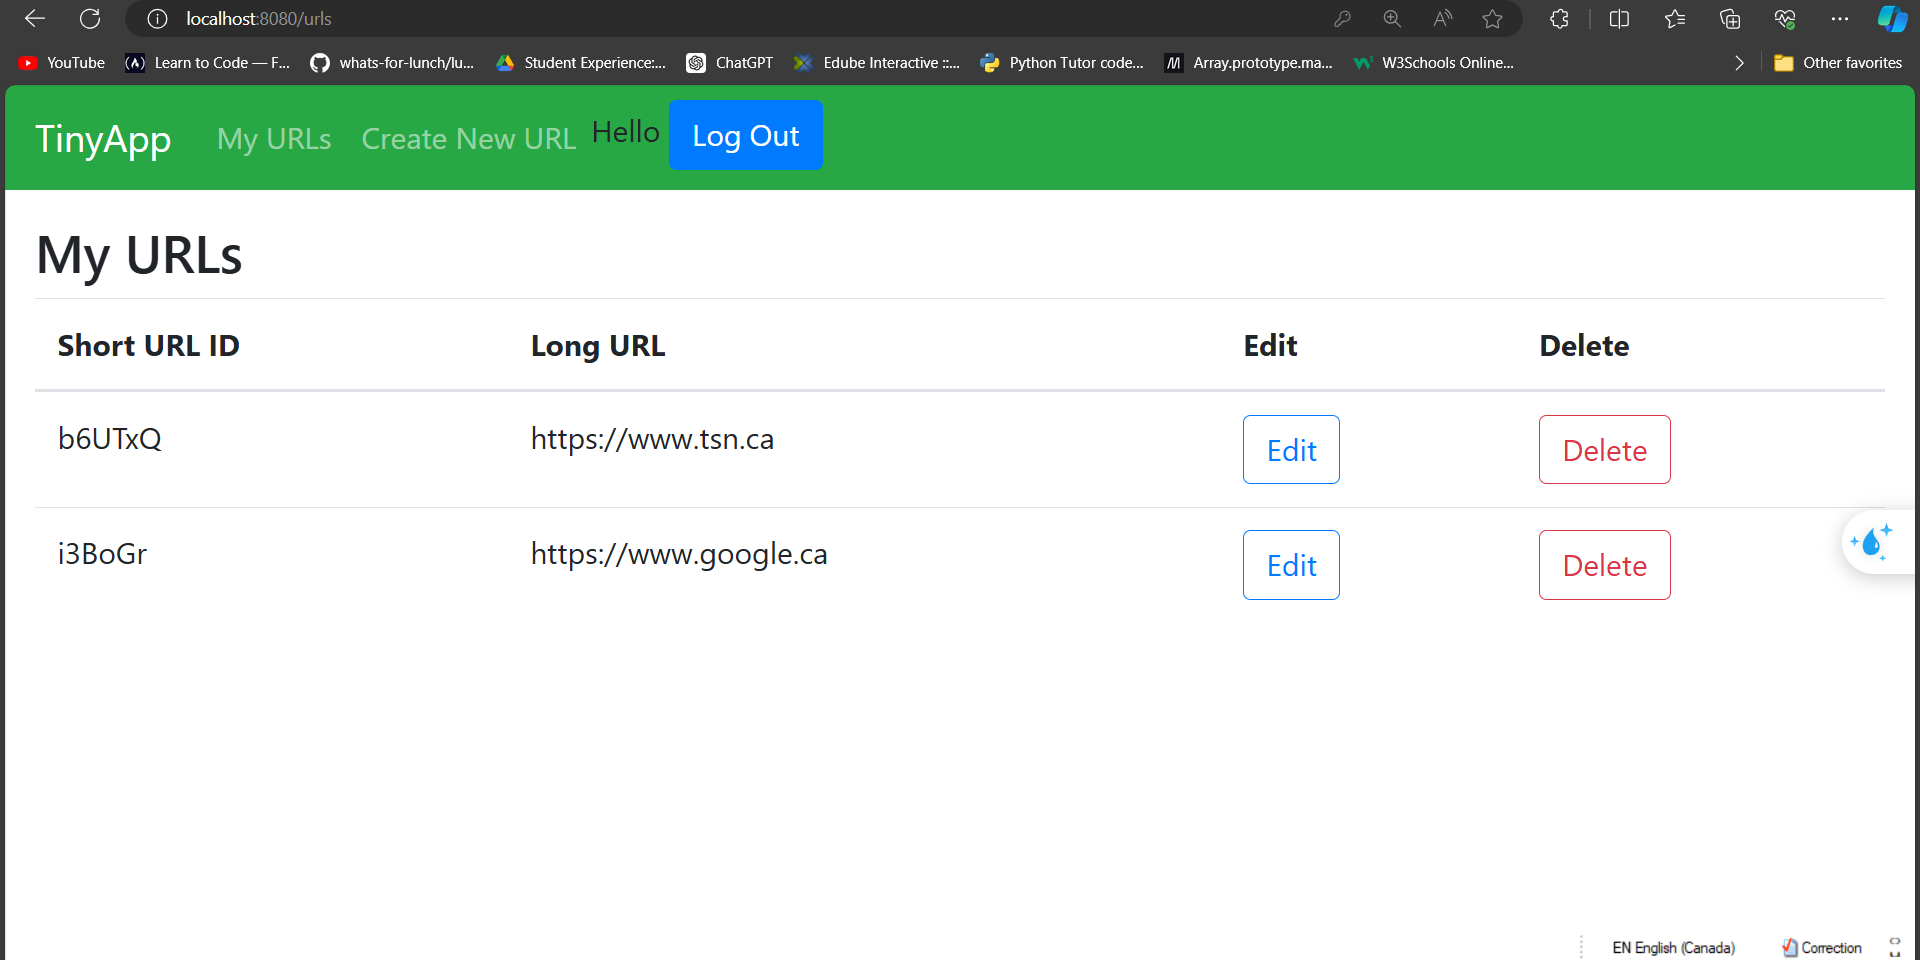 localhost:8080/urls
YouTube Learn to Code — F... whats-for-lunch/lu... Student Experience:... ChatGPT Edube Interactive ::... Python Tutor code... Array.prototype.ma... W3Schools Online... Other favorites
TinyApp My URLs Create New URL Hello Log Out
My URLs
Short URL ID Long URL Edit Delete
b6UTxQ https://www.tsn.ca Edit Delete
i3BoGr https://www.google.ca Edit Delete
EN English (Canada) Correction